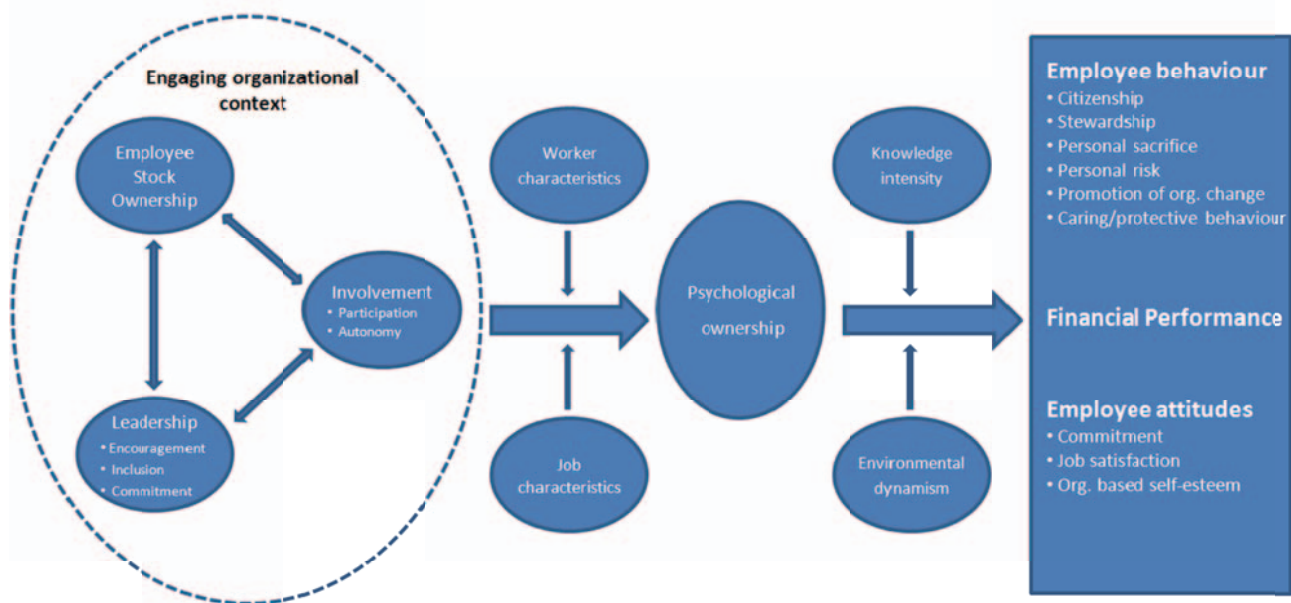 Engaging organizational
context
Employee
Stock
Ownership
Involvement
• Participation
• Autonomy
Leadership
• Encouragement
• Inclusion
• Commitment
Worker
characteristics
Job
characteristics
Psychological
ownership
Knowledge
intensity
Environmental
dynamism
Employee behaviour
• Citizenship
• Stewardship
• Personal sacrifice
• Personal risk
• Promotion of org. change
• Caring/protective behaviour
Financial Performance
Employee attitudes
• Commitment
• Job satisfaction
• Org. based self-esteem